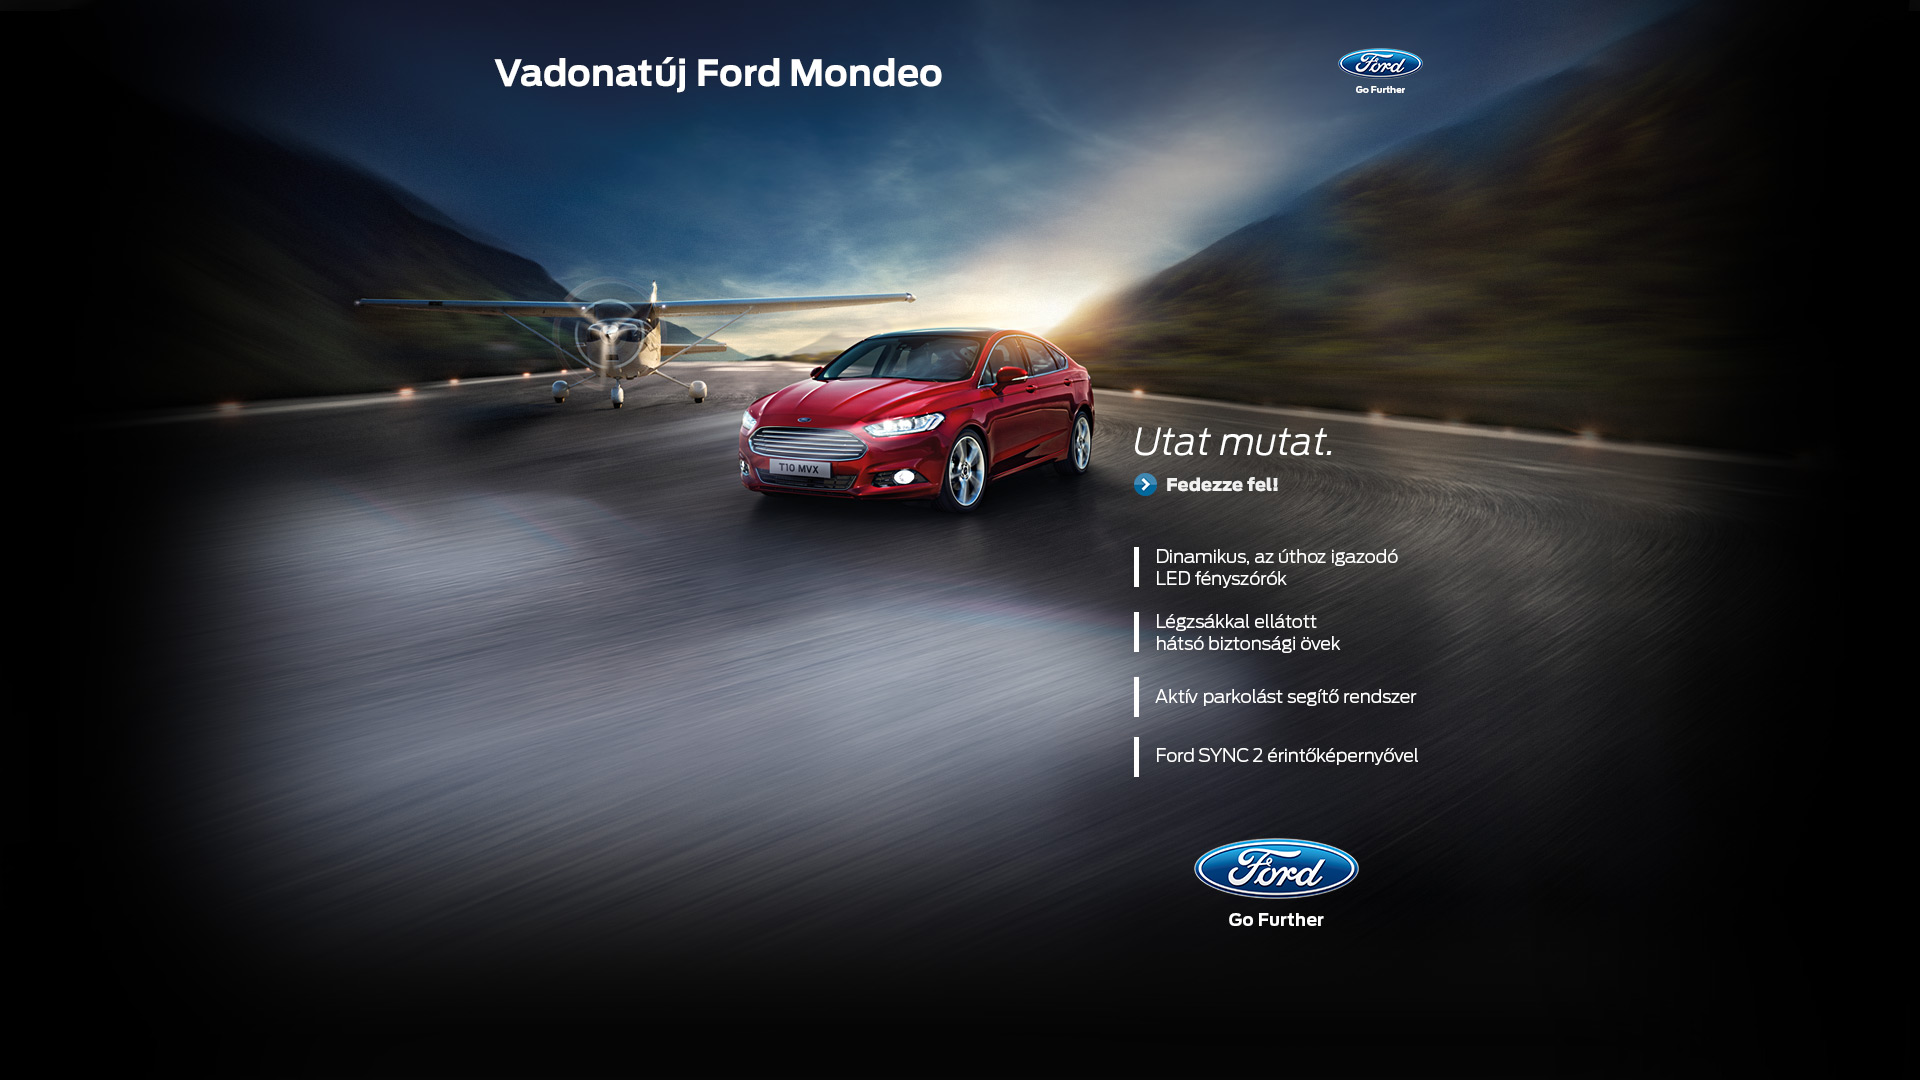 Vadonatúj Ford Mondeo
Ford
Go Further
T10 MVX
Utat mutat.
Fedezze fel!
Dinamikus, az úthoz igazodó
LED fényszórók
Légzsákkal ellátott
hátsó biztonsági övek
Aktív parkolást segítő rendszer
Ford SYNC 2 érintőképernyővel
Ford
Go Further